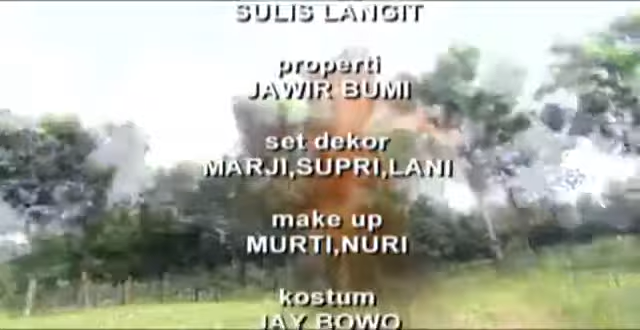 SULIS LANGIT
properti
JAWIR BUMI
set dekor
MARJI,SUPRI,LANI
make up
MURTI,NURI
kostum
JAY BOWO